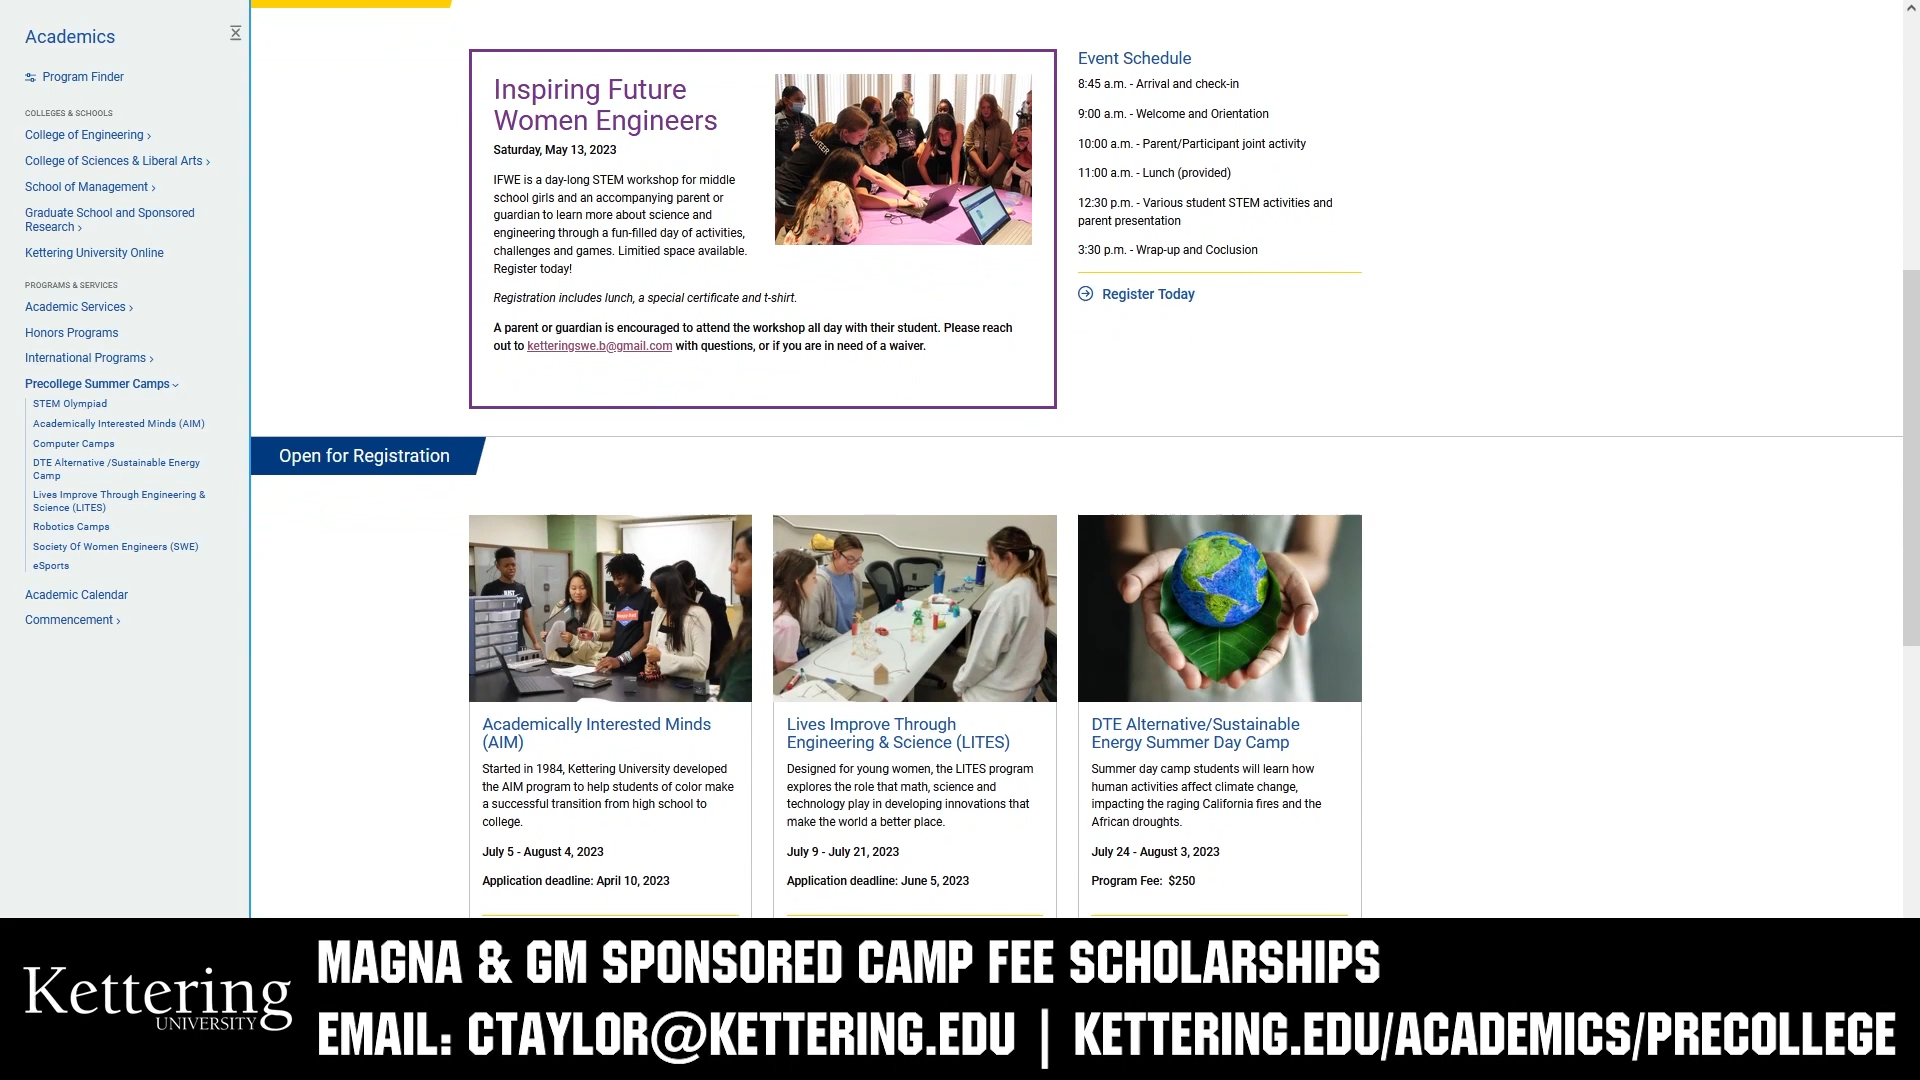 Academics
Program Finder
COLLEGES & SCHOOLS
College of Engineering
College of Sciences & Liberal Arts
School of Management
Graduate School and Sponsored
Research
Kettering University Online
PROGRAMS & SERVICES
Academic Services
Honors Programs
International Programs
Precollege Summer Camps
STEM Olympiad
Academically Interested Minds (AIM)
Computer Camps
DTE Alternative /Sustainable Energy
Camp
Lives Improve Through Engineering &
Science (LITES)
Robotics Camps
Society Of Women Engineers (SWE)
eSports
Academic Calendar
Commencement
Inspiring Future
Women Engineers
Saturday, May 13, 2023
IFWE is a day-long STEM workshop for middle
school girls and an accompanying parent or
guardian to learn more about science and
engineering through a fun-filled day of activities,
challenges and games. Limitied space available.
Register today!
Registration includes lunch, a special certificate and t-shirt.
A parent or guardian is encouraged to attend the workshop all day with their student. Please reach
out to ketteringswe.b@gmail.com with questions, or if you are in need of a waiver.
Event Schedule
8:45 a.m. - Arrival and check-in
9:00 a.m. - Welcome and Orientation
10:00 a.m. - Parent/Participant joint activity
11:00 a.m. - Lunch (provided)
12:30 p.m. - Various student STEM activities and
parent presentation
3:30 p.m. - Wrap-up and Coclusion
Register Today
Open for Registration
Academically Interested Minds
(AIM)
Started in 1984, Kettering University developed
the AIM program to help students of color make
a successful transition from high school to
college.
July 5 - August 4, 2023
Application deadline: April 10, 2023
Lives Improve Through
Engineering & Science (LITES)
Designed for young women, the LITES program
explores the role that math, science and
technology play in developing innovations that
make the world a better place.
July 9 - July 21, 2023
Application deadline: June 5, 2023
DTE Alternative/Sustainable
Energy Summer Day Camp
Summer day camp students will learn how
human activities affect climate change,
impacting the raging California fires and the
African droughts.
July 24 - August 3, 2023
Program Fee: $250
Kettering
UNIVERSITY
MAGNA & GM SPONSORED CAMP FEE SCHOLARSHIPS
EMAIL: CTAYLOR@KETTERING.EDU | KETTERING.EDU/ACADEMICS/PRECOLLEGE